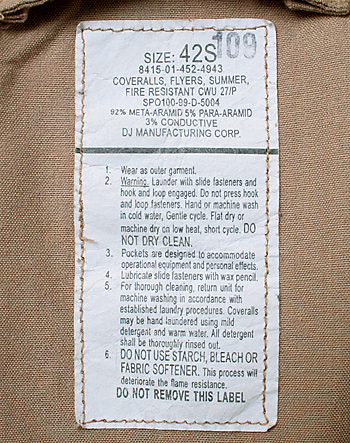 109
SIZE: 42S
8415-01-452-4943
COVERALLS, FLYERS, SUMMER,
FIRE RESISTANT CWU 27/P
SPO100-99-D-5004
92% META-ARAMID 5% PARA-ARAMID
3% CONDUCTIVE
DJ MANUFACTURING CORP.
1. Wear as outer garment.
2. Warning. Launder with slide fasteners and
hook and loop engaged. Do not press hook
and loop fasteners. Hand or machine wash
in cold water, Gentle cycle. Flat dry or
machine dry on low heat, short cycle. DO
NOT DRY CLEAN.
3. Pockets are designed to accommodate
operational equipment and personal effects.
4. Lubricate slide fasteners with wax pencil.
5. For thorough cleaning, return unit for
machine washing in accordance with
established laundry procedures. Coveralls
may be hand laundered using mild
detergent and warm water. All detergent
shall be thoroughly rinsed out.
6. DO NOT USE STARCH, BLEACH OR
FABRIC SOFTENER. This process will
deteriorate the flame resistance.
DO NOT REMOVE THIS LABEL